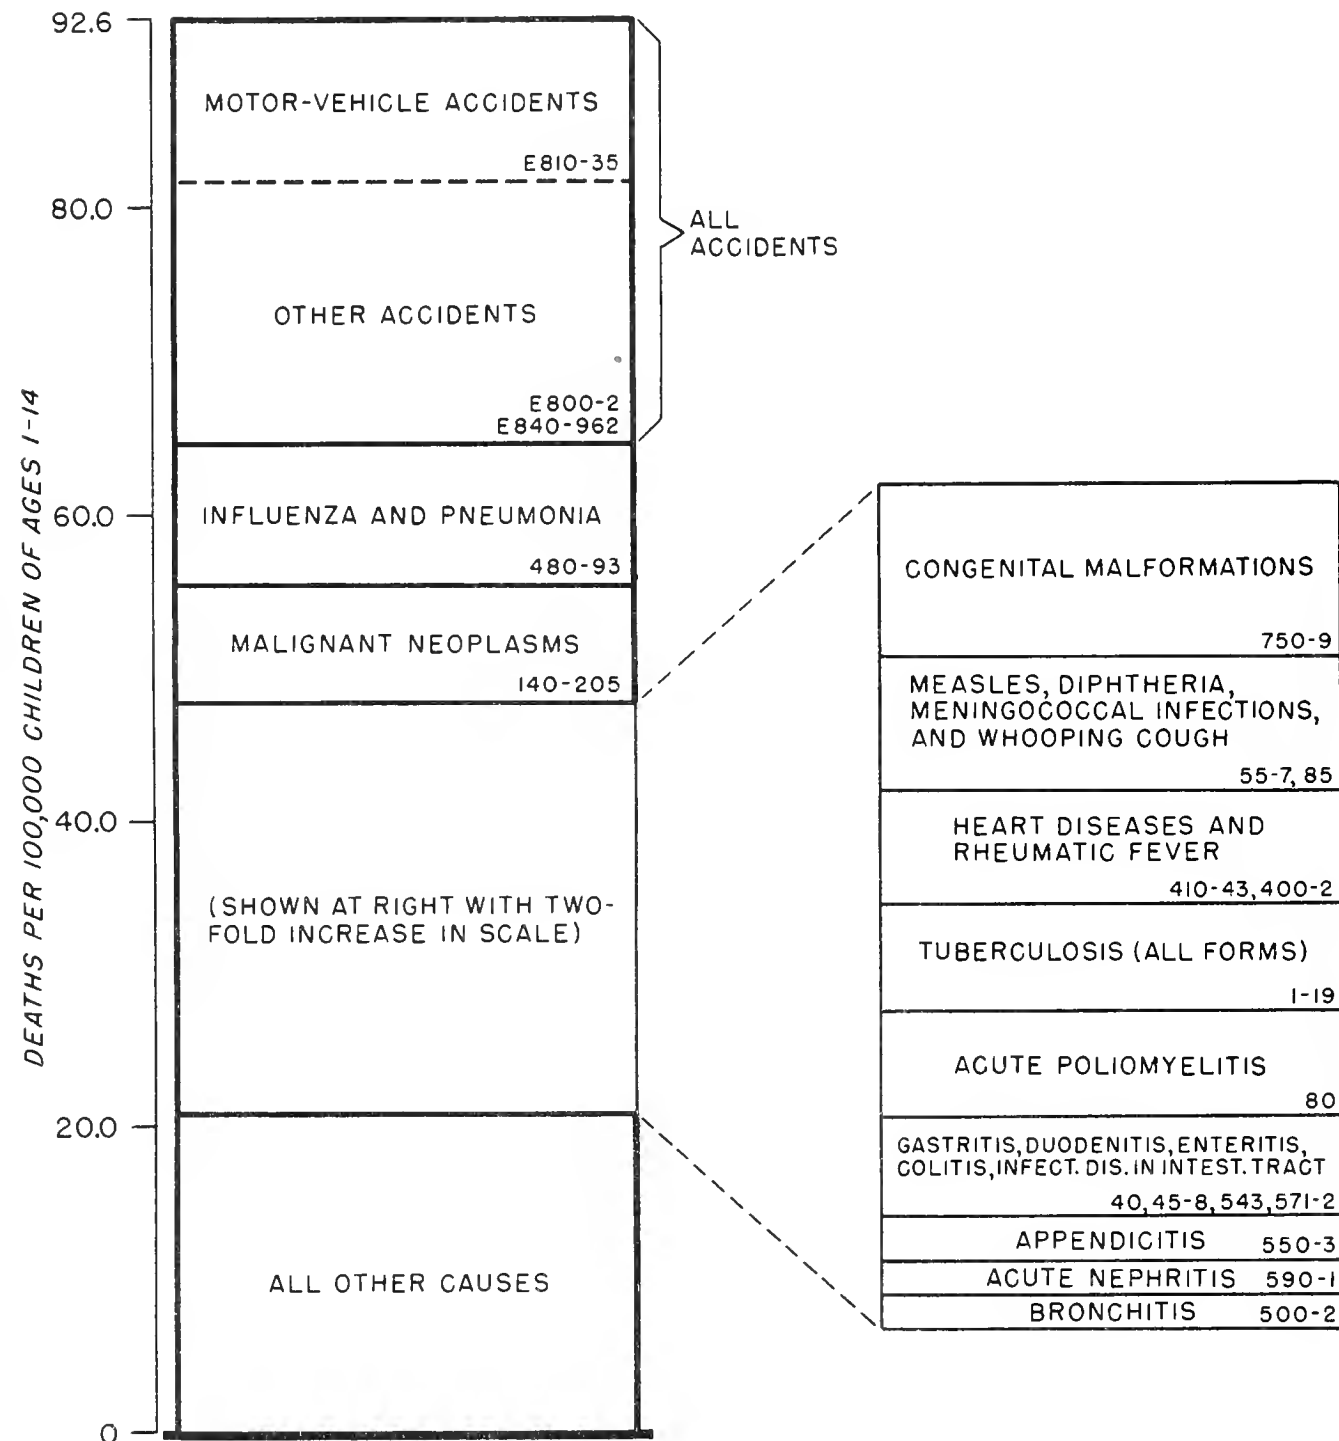 DEATHS PER 100,000 CHILDREN OF AGES 1-14
92.6
80.0
60.0
40.0
20.0
0
MOTOR-VEHICLE ACCIDENTS
E810-35
OTHER ACCIDENTS
E800-2
E840-962
ALL
ACCIDENTS
INFLUENZA AND PNEUMONIA
480-93
MALIGNANT NEOPLASMS
140-205
(SHOWN AT RIGHT WITH TWO-
FOLD INCREASE IN SCALE)
ALL OTHER CAUSES
CONGENITAL MALFORMATIONS
750-9
MEASLES, DIPHTHERIA,
MENINGOCOCCAL INFECTIONS,
AND WHOOPING COUGH
55-7, 85
HEART DISEASES AND
RHEUMATIC FEVER
410-43, 400-2
TUBERCULOSIS (ALL FORMS)
1-19
ACUTE POLIOMYELITIS
80
GASTRITIS, DUODENITIS, ENTERITIS,
COLITIS, INFECT. DIS. IN INTEST. TRACT
40, 45-8, 543, 571-2
APPENDICITIS 550-3
ACUTE NEPHRITIS 590-1
BRONCHITIS 500-2